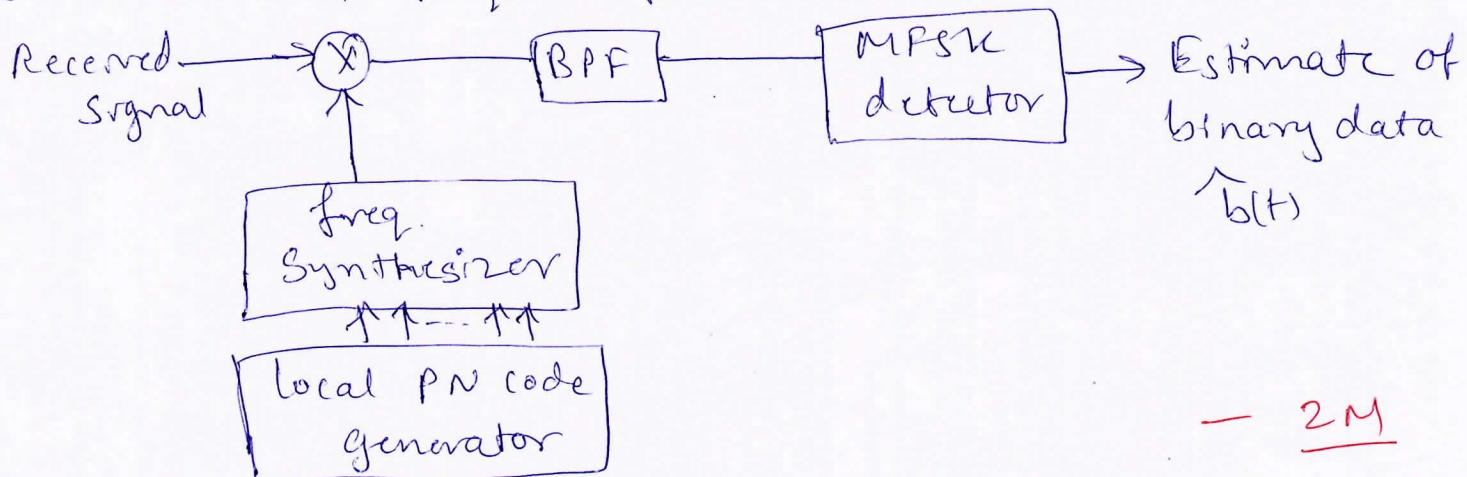 Received
Signal
X
BPF
MFSK
detector
Estimate of
binary data
b̂(t)
freq.
Synthesizer
----
local PN code
generator
— 2M